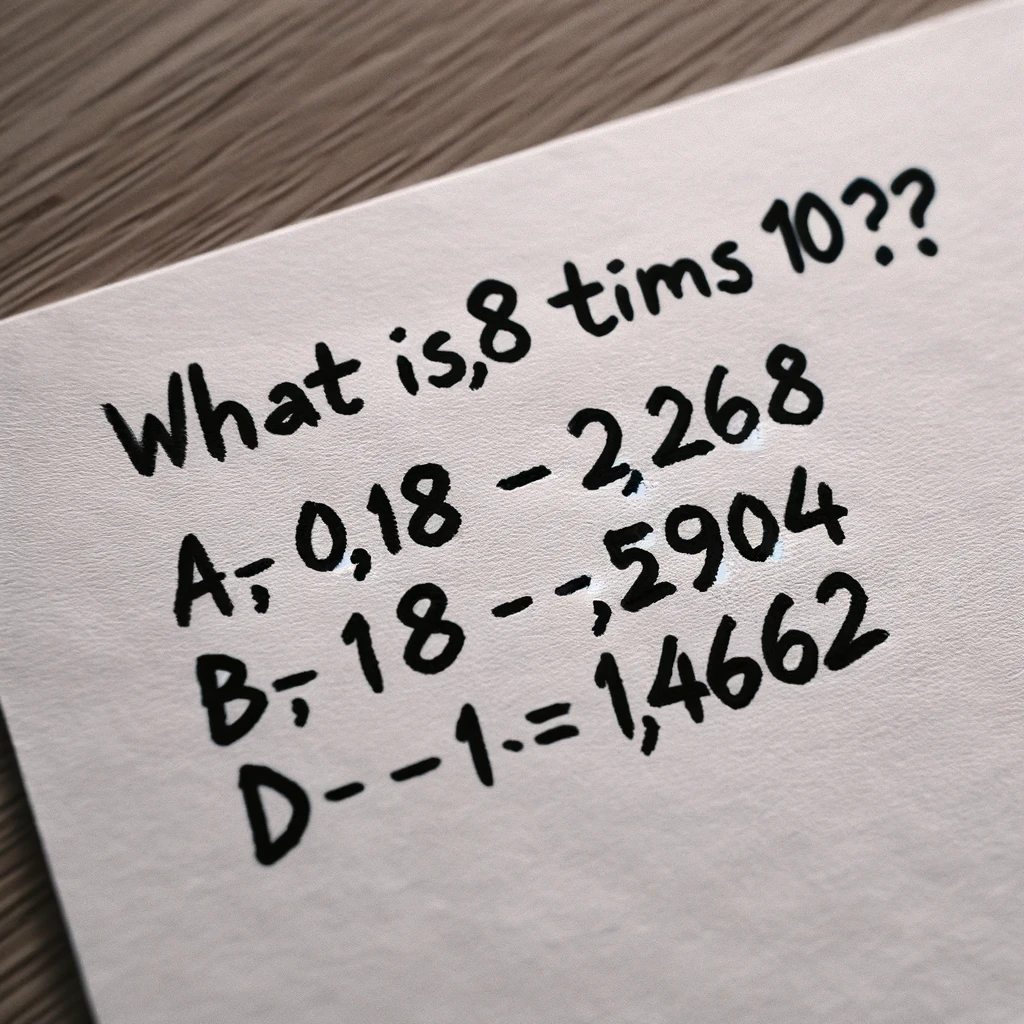 What is,8 tims 10??
A,- 0,18 - 2,268
B,- 18 - -,5904
D - - 1.= 1,4662